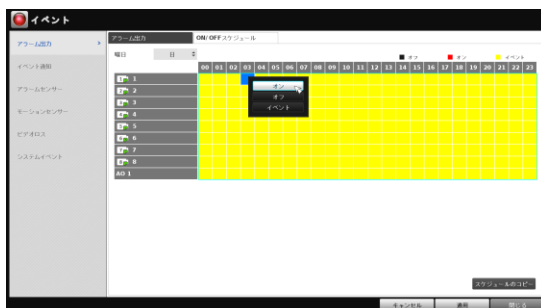 イベント
アラーム出力
イベント通知
アラームセンサー
モーションセンサー
ビデオロス
システムイベント
アラーム出力 ON/OFFスケジュール
曜日 日 オフ オン イベント
00 01 02 03 04 05 06 07 08 09 10 11 12 13 14 15 16 17 18 19 20 21 22 23
1
2
3
4
5
6
7
8
AO 1
オン
オフ
イベント
スケジュールのコピー
キャンセル 適用 閉じる